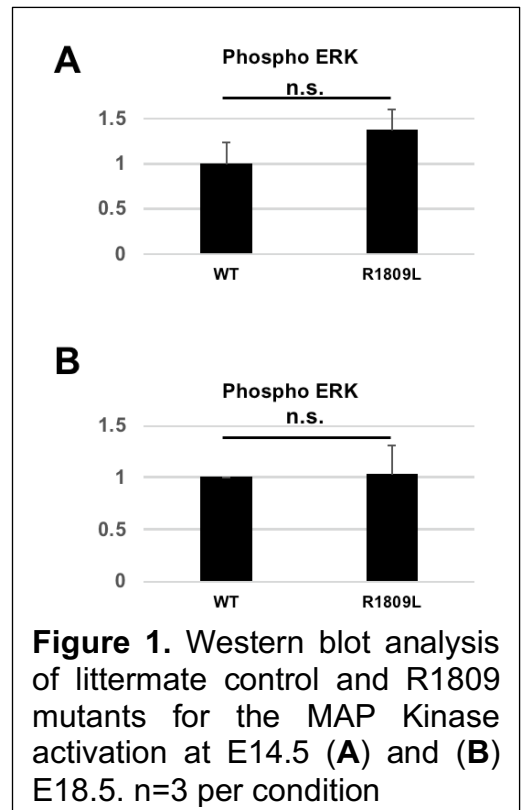 A
Phospho ERK
n.s.
1.5
1
0.5
0
WT R1809L
B
Phospho ERK
n.s.
1.5
1
0.5
0
WT R1809L
Figure 1. Western blot analysis
of littermate control and R1809
mutants for the MAP Kinase
activation at E14.5 (A) and (B)
E18.5. n=3 per condition